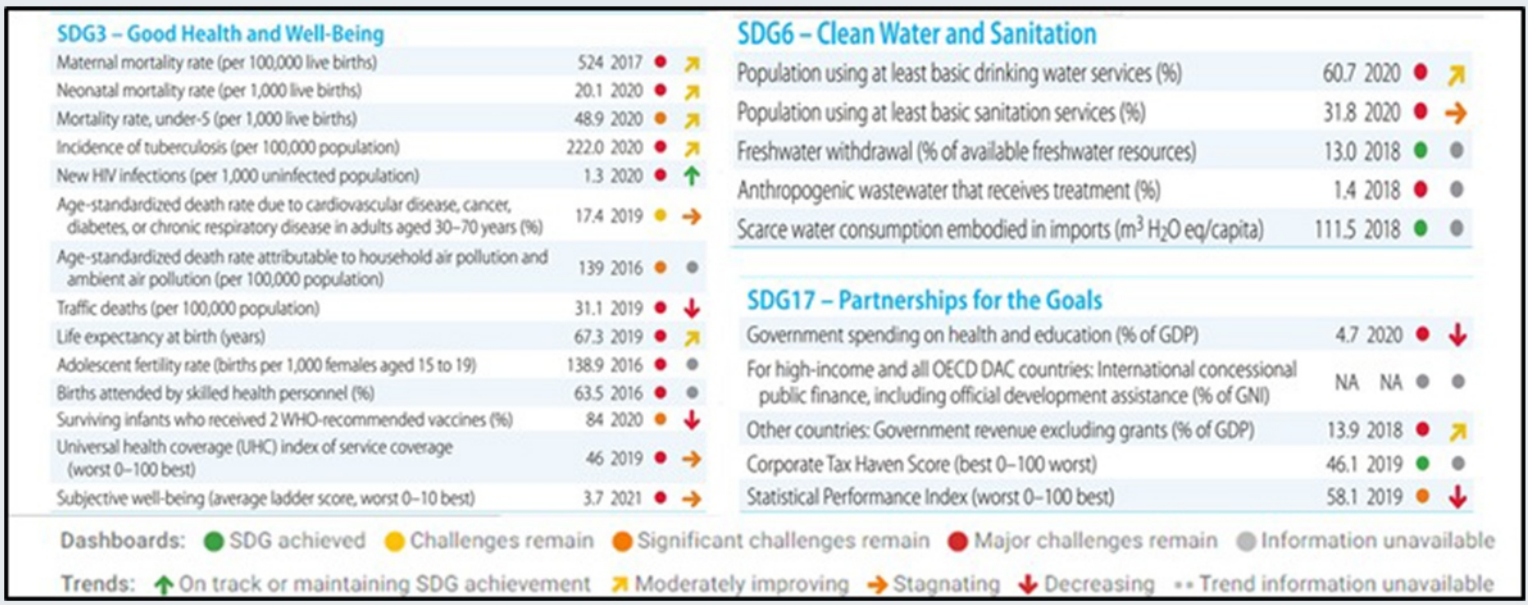 SDG3 – Good Health and Well-Being
Maternal mortality rate (per 100,000 live births) 524 2017
Neonatal mortality rate (per 1,000 live births) 20.1 2020
Mortality rate, under-5 (per 1,000 live births) 48.9 2020
Incidence of tuberculosis (per 100,000 population) 222.0 2020
New HIV infections (per 1,000 uninfected population) 1.3 2020
Age-standardized death rate due to cardiovascular disease, cancer,
diabetes, or chronic respiratory disease in adults aged 30–70 years (%) 17.4 2019
Age-standardized death rate attributable to household air pollution and
ambient air pollution (per 100,000 population) 139 2016
Traffic deaths (per 100,000 population) 31.1 2019
Life expectancy at birth (years) 67.3 2019
Adolescent fertility rate (births per 1,000 females aged 15 to 19) 138.9 2016
Births attended by skilled health personnel (%) 63.5 2016
Surviving infants who received 2 WHO-recommended vaccines (%) 84 2020
Universal health coverage (UHC) index of service coverage
(worst 0–100 best) 46 2019
Subjective well-being (average ladder score, worst 0–10 best) 3.7 2021
SDG6 – Clean Water and Sanitation
Population using at least basic drinking water services (%) 60.7 2020
Population using at least basic sanitation services (%) 31.8 2020
Freshwater withdrawal (% of available freshwater resources) 13.0 2018
Anthropogenic wastewater that receives treatment (%) 1.4 2018
Scarce water consumption embodied in imports (m³ H₂O eq/capita) 111.5 2018
SDG17 – Partnerships for the Goals
Government spending on health and education (% of GDP) 4.7 2020
For high-income and all OECD DAC countries: International concessional
public finance, including official development assistance (% of GNI) NA NA
Other countries: Government revenue excluding grants (% of GDP) 13.9 2018
Corporate Tax Haven Score (best 0–100 worst) 46.1 2019
Statistical Performance Index (worst 0–100 best) 58.1 2019
Dashboards: SDG achieved Challenges remain Significant challenges remain Major challenges remain Information unavailable
Trends: On track or maintaining SDG achievement Moderately improving Stagnating Decreasing Trend information unavailable